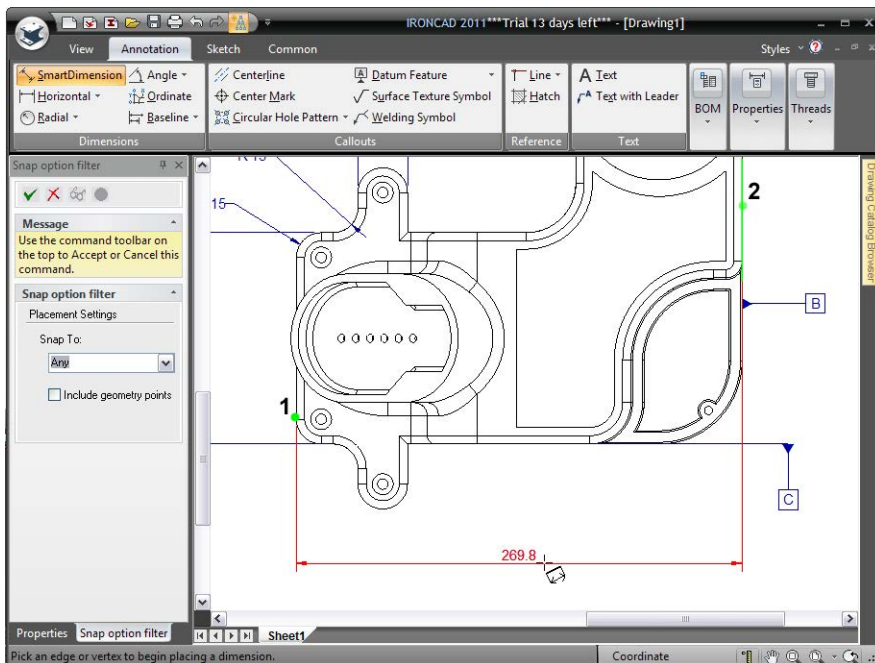 IRONCAD 2011***Trial 13 days left*** - [Drawing1]
View Annotation Sketch Common Styles
SmartDimension Angle Centerline Datum Feature Line A Text
Horizontal Ordinate Center Mark Surface Texture Symbol Hatch Text with Leader
Radial Baseline Circular Hole Pattern Welding Symbol BOM Properties Threads
Dimensions Callouts Reference Text
Snap option filter
Message
Use the command toolbar on
the top to Accept or Cancel this
command.
Snap option filter
Placement Settings
Snap To:
Any
Include geometry points
15
2
B
1
C
269.8
Drawing Catalog Browser
Properties Snap option filter Sheet1
Pick an edge or vertex to begin placing a dimension. Coordinate